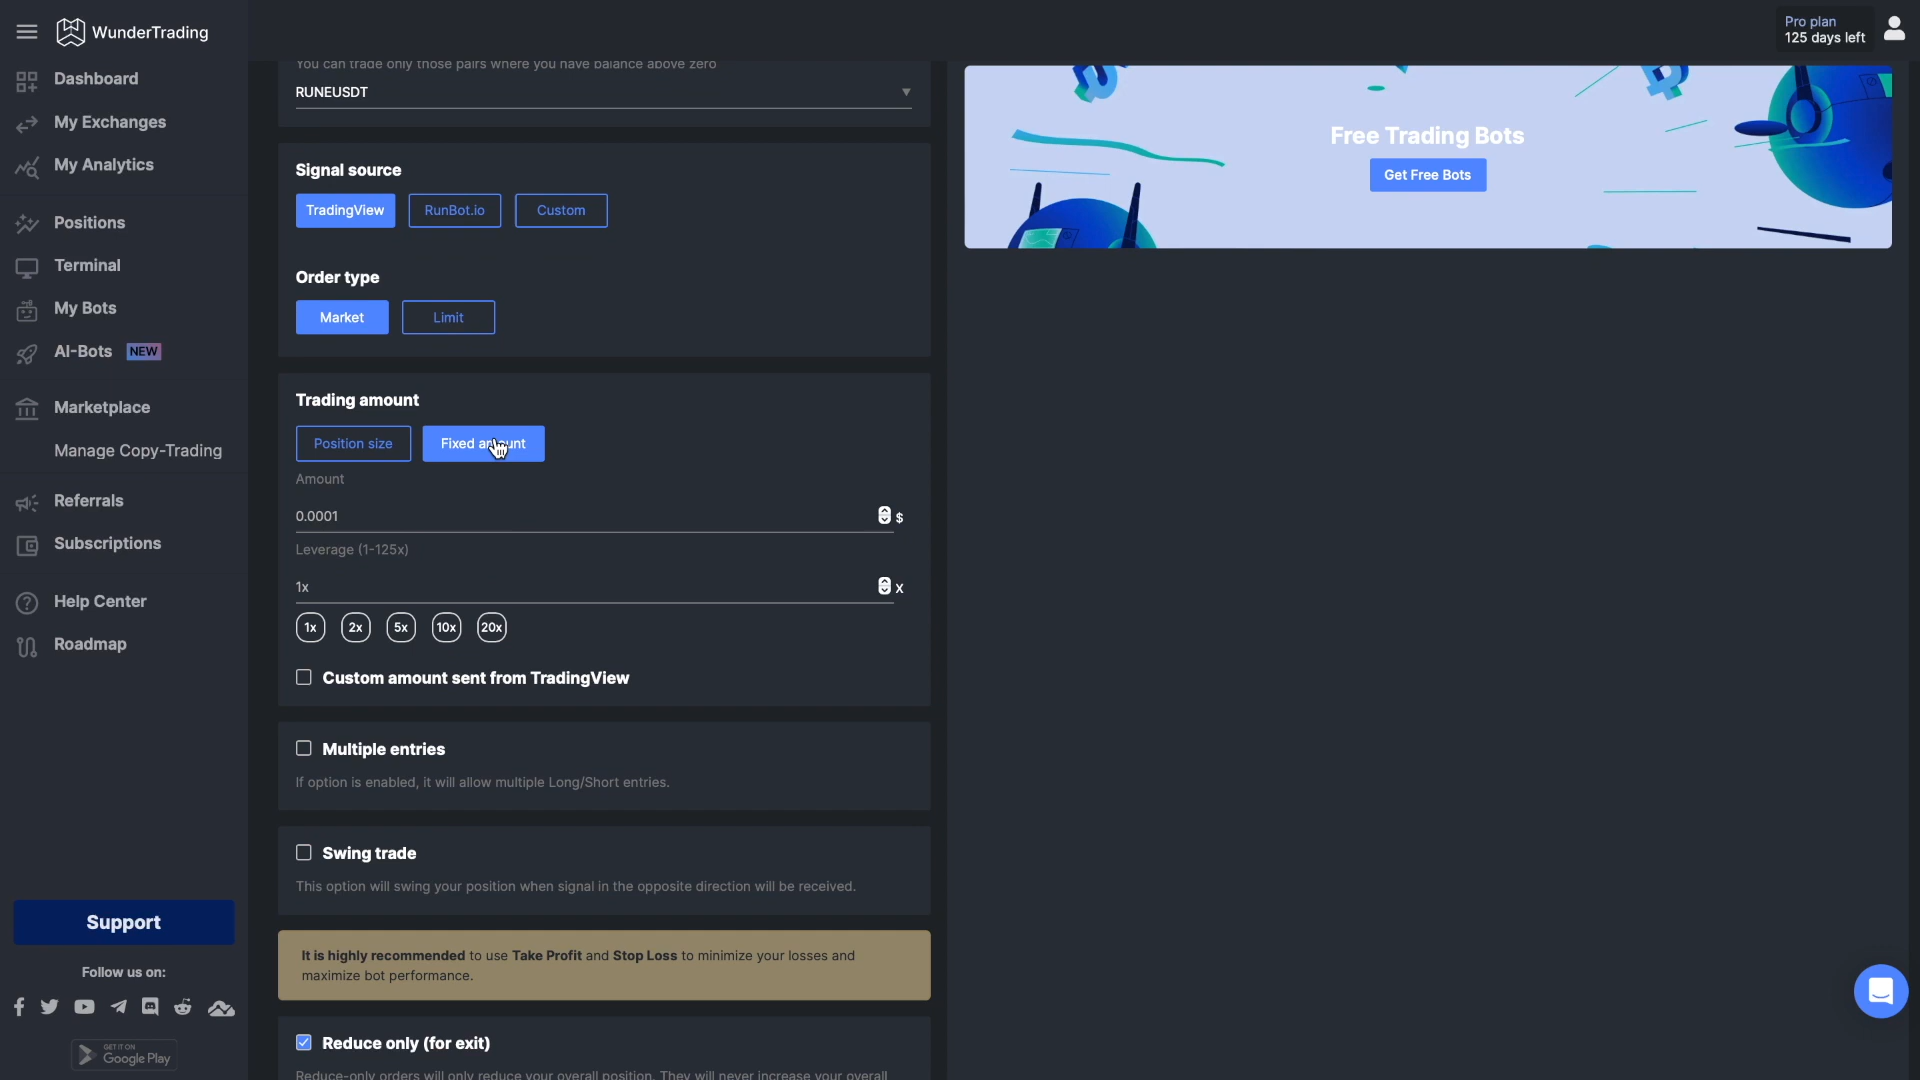 WunderTrading
Pro plan
125 days left
Dashboard
My Exchanges
My Analytics
Positions
Terminal
My Bots
AI-Bots NEW
Marketplace
Manage Copy-Trading
Referrals
Subscriptions
Help Center
Roadmap
Support
Follow us on:
GET IT ON
Google Play
You can trade only those pairs where you have balance above zero
RUNEUSDT
Signal source
TradingView RunBot.io Custom
Order type
Market Limit
Trading amount
Position size Fixed amount
Amount
0.0001 $
Leverage (1-125x)
1x X
1x 2x 5x 10x 20x
Custom amount sent from TradingView
Multiple entries
If option is enabled, it will allow multiple Long/Short entries.
Swing trade
This option will swing your position when signal in the opposite direction will be received.
It is highly recommended to use Take Profit and Stop Loss to minimize your losses and
maximize bot performance.
Reduce only (for exit)
Reduce-only orders will only reduce your overall position. They will never increase your overall
Free Trading Bots
Get Free Bots